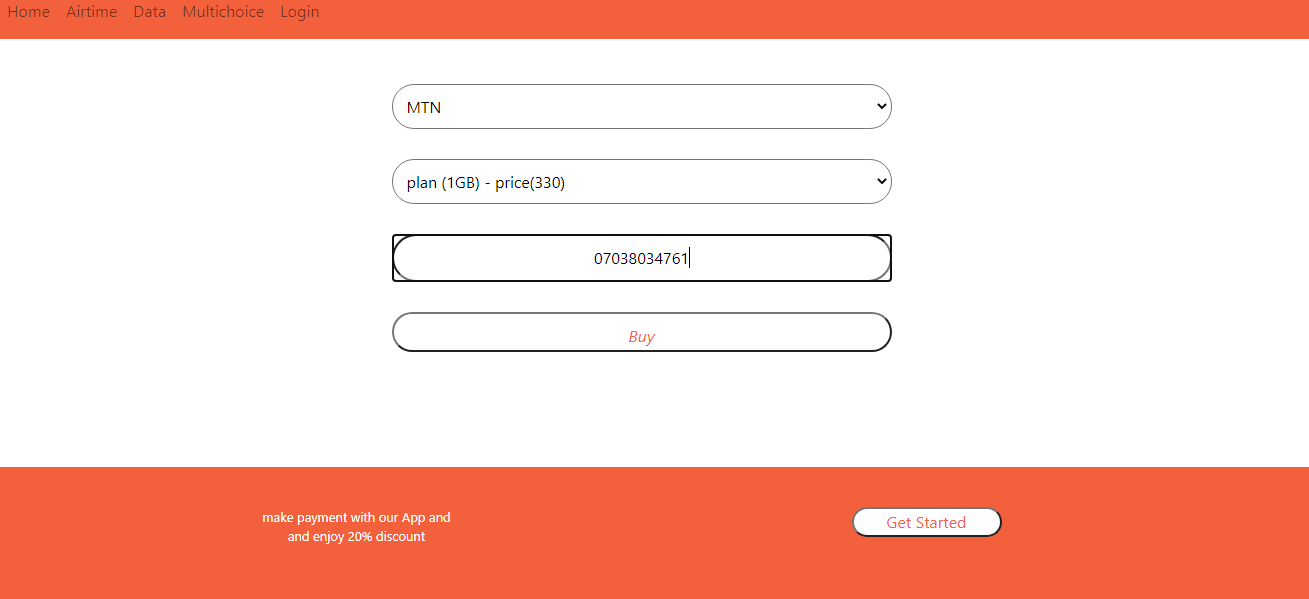 Home Airtime Data Multichoice Login
MTN
plan (1GB) - price(330)
07038034761
Buy
make payment with our App and
and enjoy 20% discount
Get Started